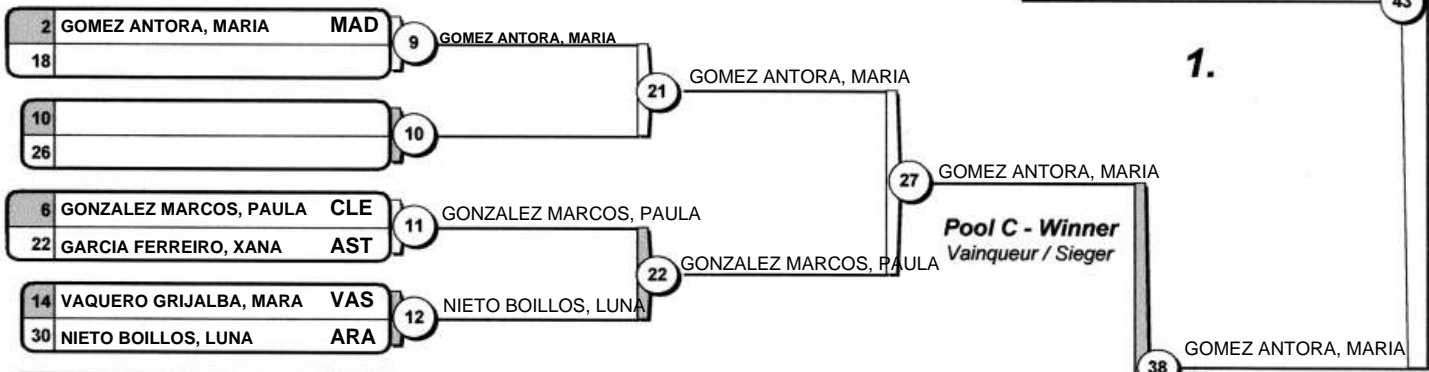 43
2 GOMEZ ANTORA, MARIA MAD
9 GOMEZ ANTORA, MARIA
18
21 GOMEZ ANTORA, MARIA
1.
10
10
26
27 GOMEZ ANTORA, MARIA
6 GONZALEZ MARCOS, PAULA CLE
11 GONZALEZ MARCOS, PAULA
22 GARCIA FERREIRO, XANA AST
Pool C - Winner
Vainqueur / Sieger
22 GONZALEZ MARCOS, PAULA
14 VAQUERO GRIJALBA, MARA VAS
12 NIETO BOILLOS, LUNA
30 NIETO BOILLOS, LUNA ARA
38 GOMEZ ANTORA, MARIA